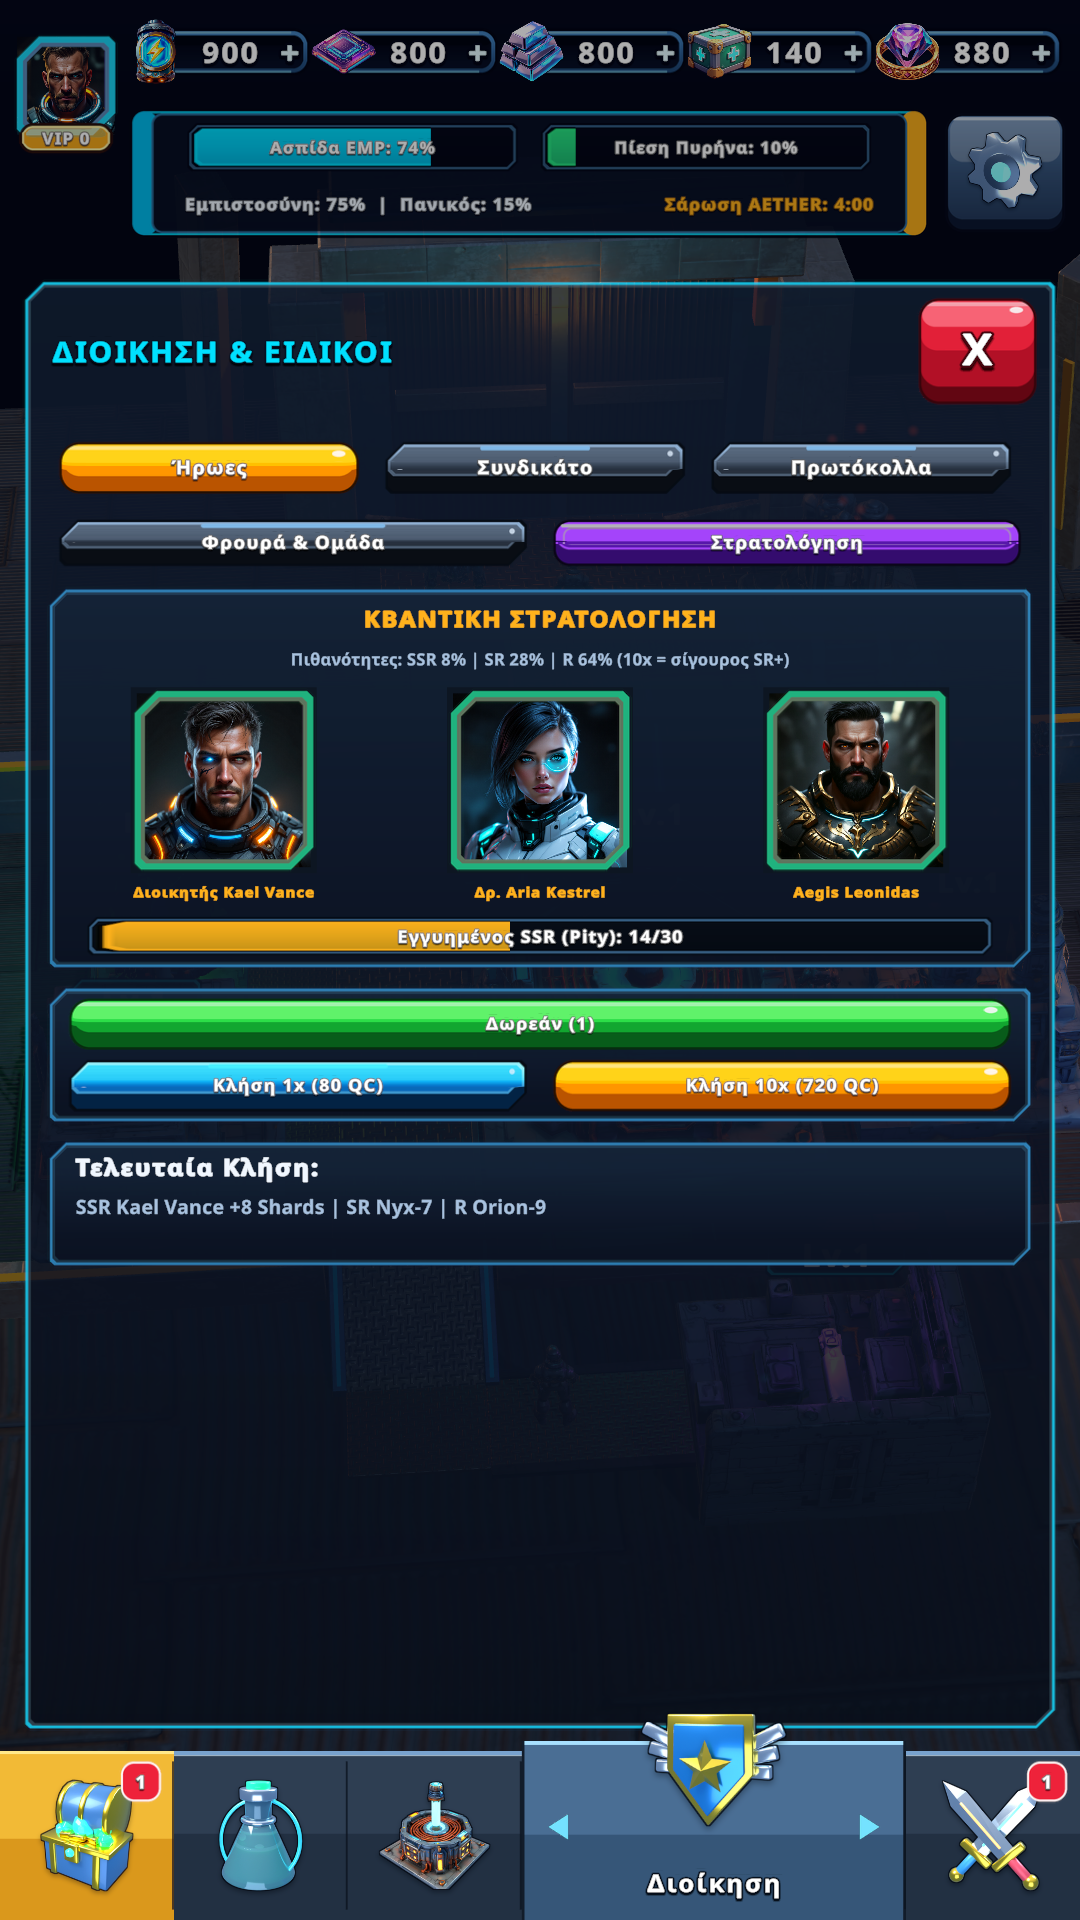 900 + 800 + 800 + 140 + 880 +
VIP 0
Ασπίδα EMP: 74% Πίεση Πυρήνα: 10%
Εμπιστοσύνη: 75% | Πανικός: 15% Σάρωση AETHER: 4:00
ΔΙΟΙΚΗΣΗ & ΕΙΔΙΚΟΙ X
Ήρωες Συνδικάτο Πρωτόκολλα
Φρουρά & Ομάδα Στρατολόγηση
ΚΒΑΝΤΙΚΗ ΣΤΡΑΤΟΛΟΓΗΣΗ
Πιθανότητες: SSR 8% | SR 28% | R 64% (10x = σίγουρος SR+)
Διοικητής Kael Vance Δρ. Aria Kestrel Aegis Leonidas
Εγγυημένος SSR (Pity): 14/30
Δωρεάν (1)
Κλήση 1x (80 QC) Κλήση 10x (720 QC)
Τελευταία Κλήση:
SSR Kael Vance +8 Shards | SR Nyx-7 | R Orion-9
1 1
Διοίκηση